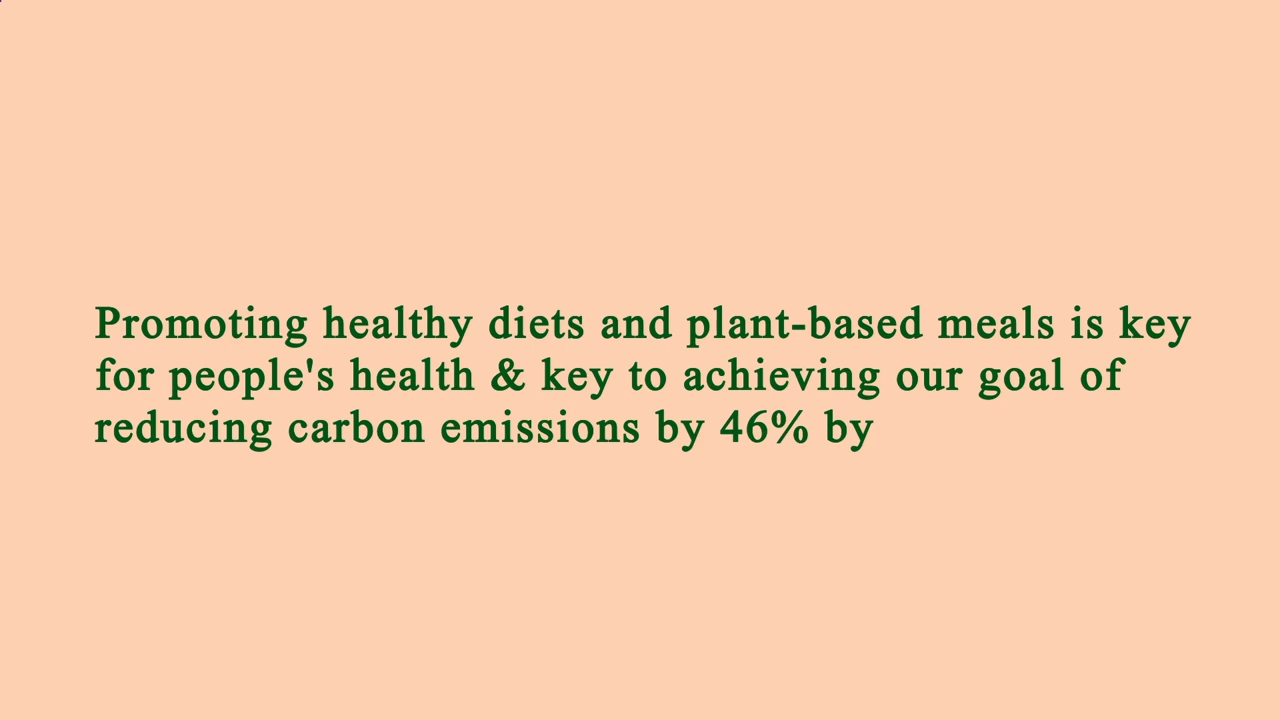 Promoting healthy diets and plant-based meals is key
for people's health & key to achieving our goal of
reducing carbon emissions by 46% by